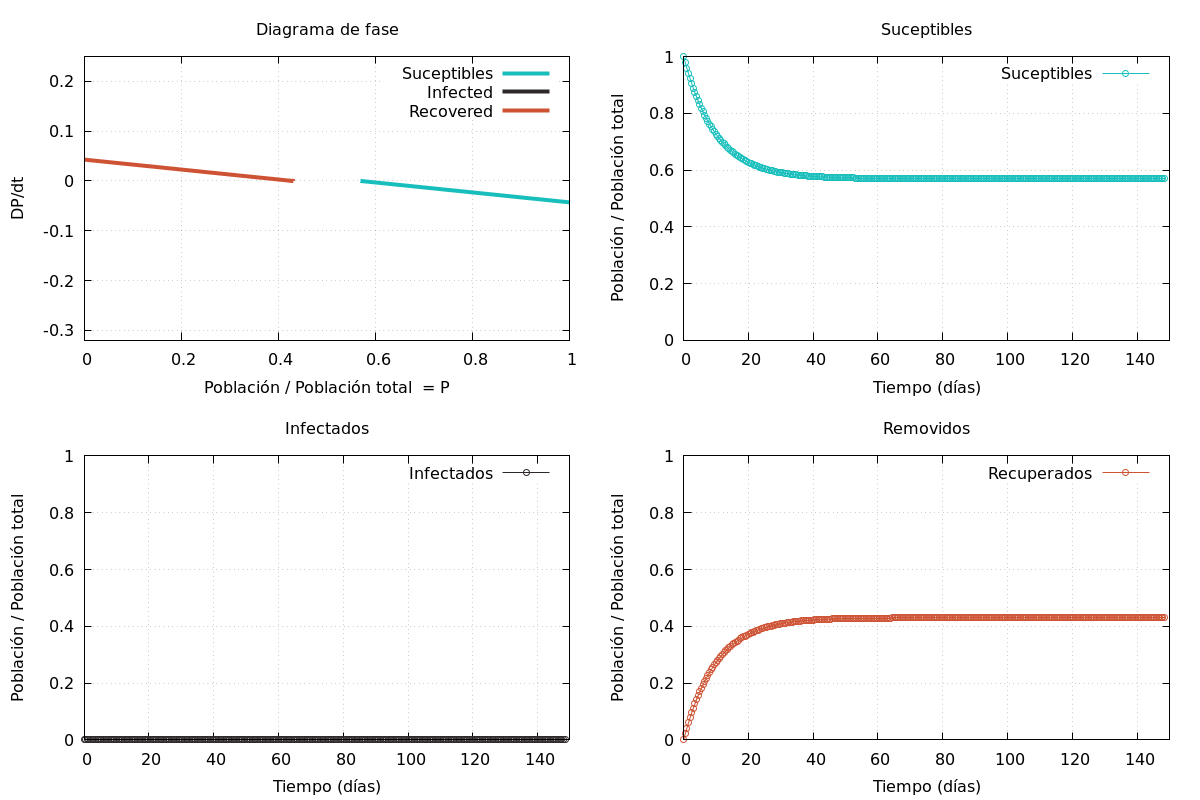 Diagrama de fase
Suceptibles
Infected
Recovered
0.2
0.1
0
-0.1
-0.2
-0.3
DP/dt
0 0.2 0.4 0.6 0.8 1
Población / Población total = P
Suceptibles
Suceptibles
1
0.8
0.6
0.4
0.2
0
Población / Población total
0 20 40 60 80 100 120 140
Tiempo (días)
Infectados
Infectados
1
0.8
0.6
0.4
0.2
0
Población / Población total
0 20 40 60 80 100 120 140
Tiempo (días)
Removidos
Recuperados
1
0.8
0.6
0.4
0.2
0
Población / Población total
0 20 40 60 80 100 120 140
Tiempo (días)